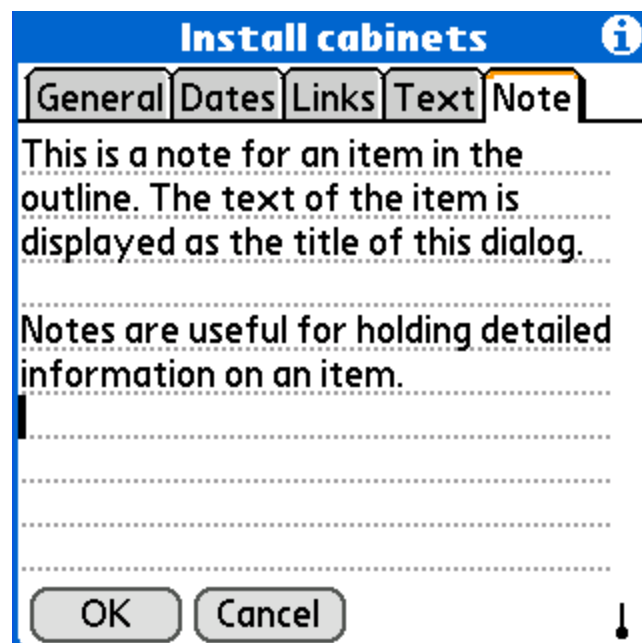 Install cabinets
General Dates Links Text Note
This is a note for an item in the
outline. The text of the item is
displayed as the title of this dialog.
Notes are useful for holding detailed
information on an item.
OK Cancel